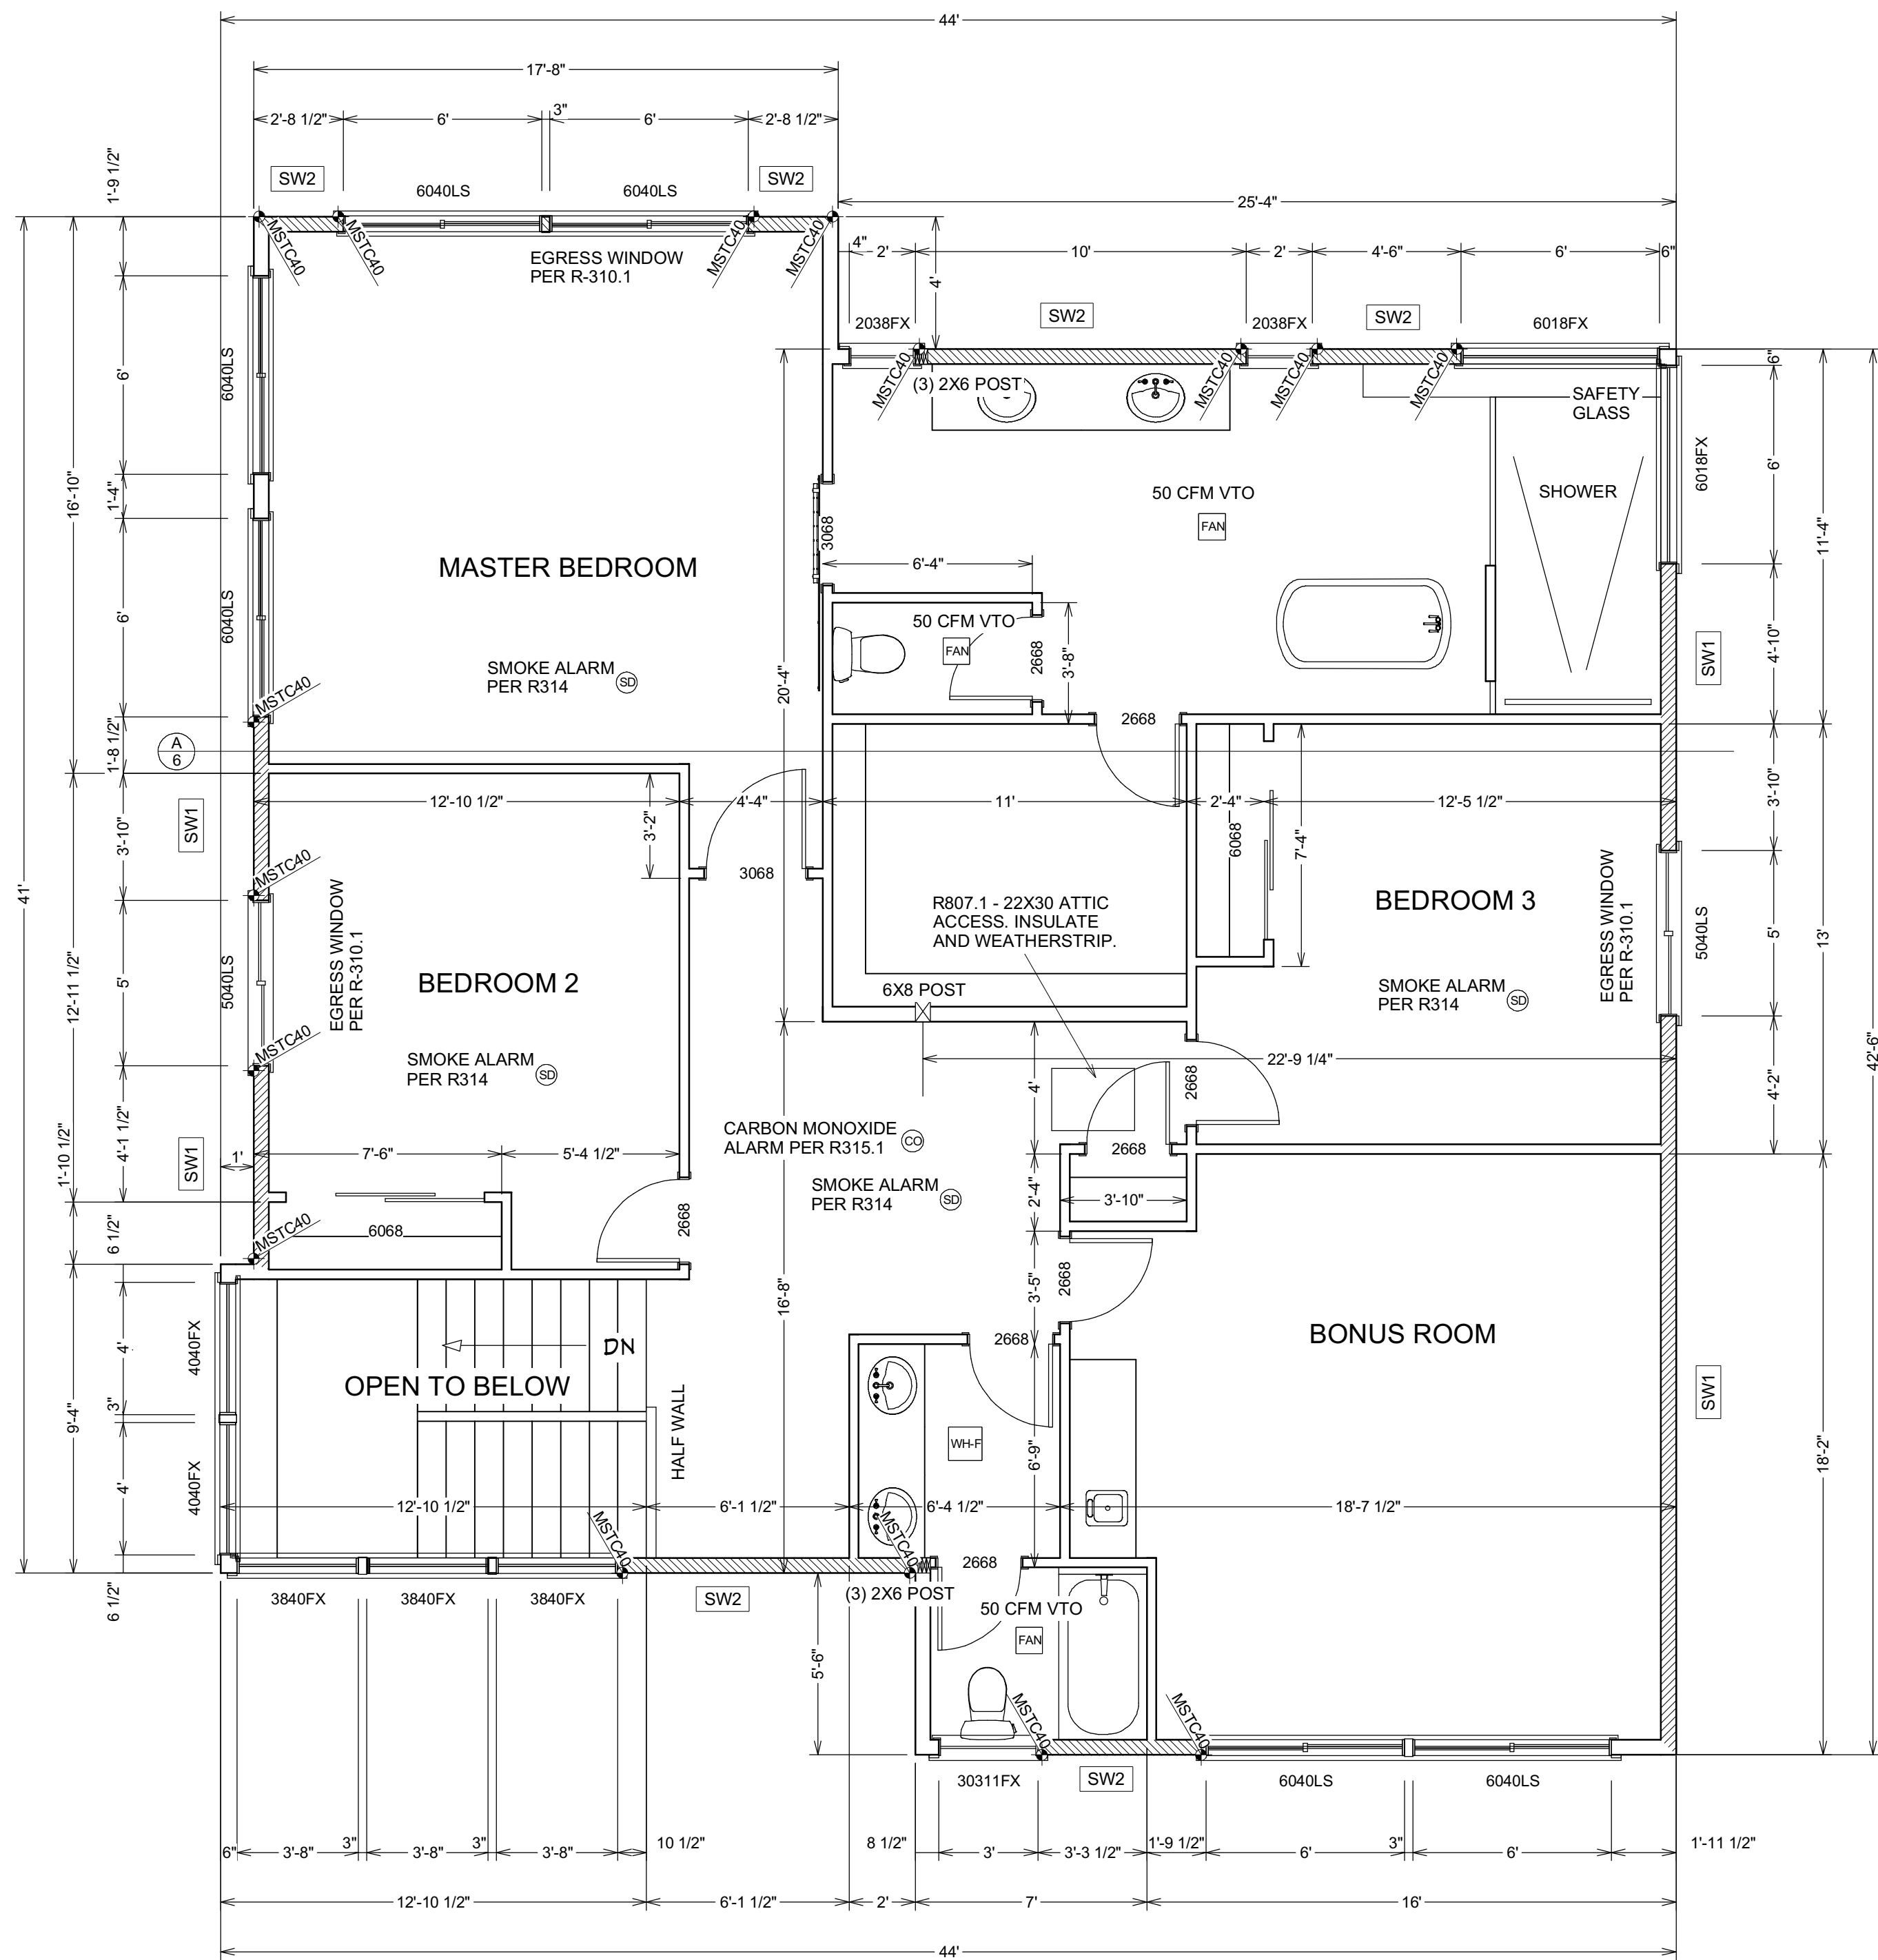 44'
17'-8"
2'-8 1/2"
6'
3"
6'
2'-8 1/2"
1'-9 1/2"
SW2
6040LS
6040LS
SW2
25'-4"
MSTC40
MSTC40
MSTC40
MSTC40
EGRESS WINDOW
PER R-310.1
4"
2'
10'
2'
4'-6"
6'
6"
4'
2038FX
SW2
2038FX
SW2
6018FX
MSTC40
MSTC40
MSTC40
MSTC40
(3) 2X6 POST
SAFETY
GLASS
6"
6040LS
6'
16'-10"
1'-4"
6018FX
6'
SHOWER
50 CFM VTO
FAN
3068
11'-4"
MASTER BEDROOM
6'-4"
6040LS
6'
50 CFM VTO
FAN
2668
3'-8"
SMOKE ALARM
PER R314
SD
20'-4"
SW1
4'-10"
MSTC40
1'-8 1/2"
A
6
2668
12'-10 1/2"
4'-4"
11'
2'-4"
12'-5 1/2"
SW1
3'-10"
3'-2"
3068
6068
7'-4"
3'-10"
MSTC40
41'
EGRESS WINDOW
PER R-310.1
R807.1 - 22X30 ATTIC
ACCESS. INSULATE
AND WEATHERSTRIP.
BEDROOM 3
EGRESS WINDOW
PER R-310.1
5040LS
5'
13'
12'-11 1/2"
5'
5040LS
BEDROOM 2
6X8 POST
SMOKE ALARM
PER R314
SD
42'-6"
MSTC40
SMOKE ALARM
PER R314
SD
22'-9 1/4"
4'
2668
4'-2"
CARBON MONOXIDE
ALARM PER R315.1
CO
2668
1'-10 1/2"
4'-1 1/2"
SW1
1'
7'-6"
5'-4 1/2"
SMOKE ALARM
PER R314
SD
2'-4"
3'-10"
6 1/2"
MSTC40
6068
2668
3'-5"
2668
16'-8"
4'
4040FX
DN
OPEN TO BELOW
2668
BONUS ROOM
3"
9'-4"
HALF WALL
WH-F
6'-9"
SW1
18'-2"
4'
4040FX
12'-10 1/2"
6'-1 1/2"
6'-4 1/2"
18'-7 1/2"
MSTC40
MSTC40
2668
6 1/2"
3840FX
3840FX
3840FX
SW2
(3) 2X6 POST
50 CFM VTO
FAN
5'-6"
MSTC40
MSTC40
30311FX
SW2
6040LS
6040LS
6"
3'-8"
3"
3'-8"
3"
3'-8"
10 1/2"
8 1/2"
3'
3'-3 1/2"
1'-9 1/2"
6'
3"
6'
1'-11 1/2"
12'-10 1/2"
6'-1 1/2"
2'
7'
16'
44'